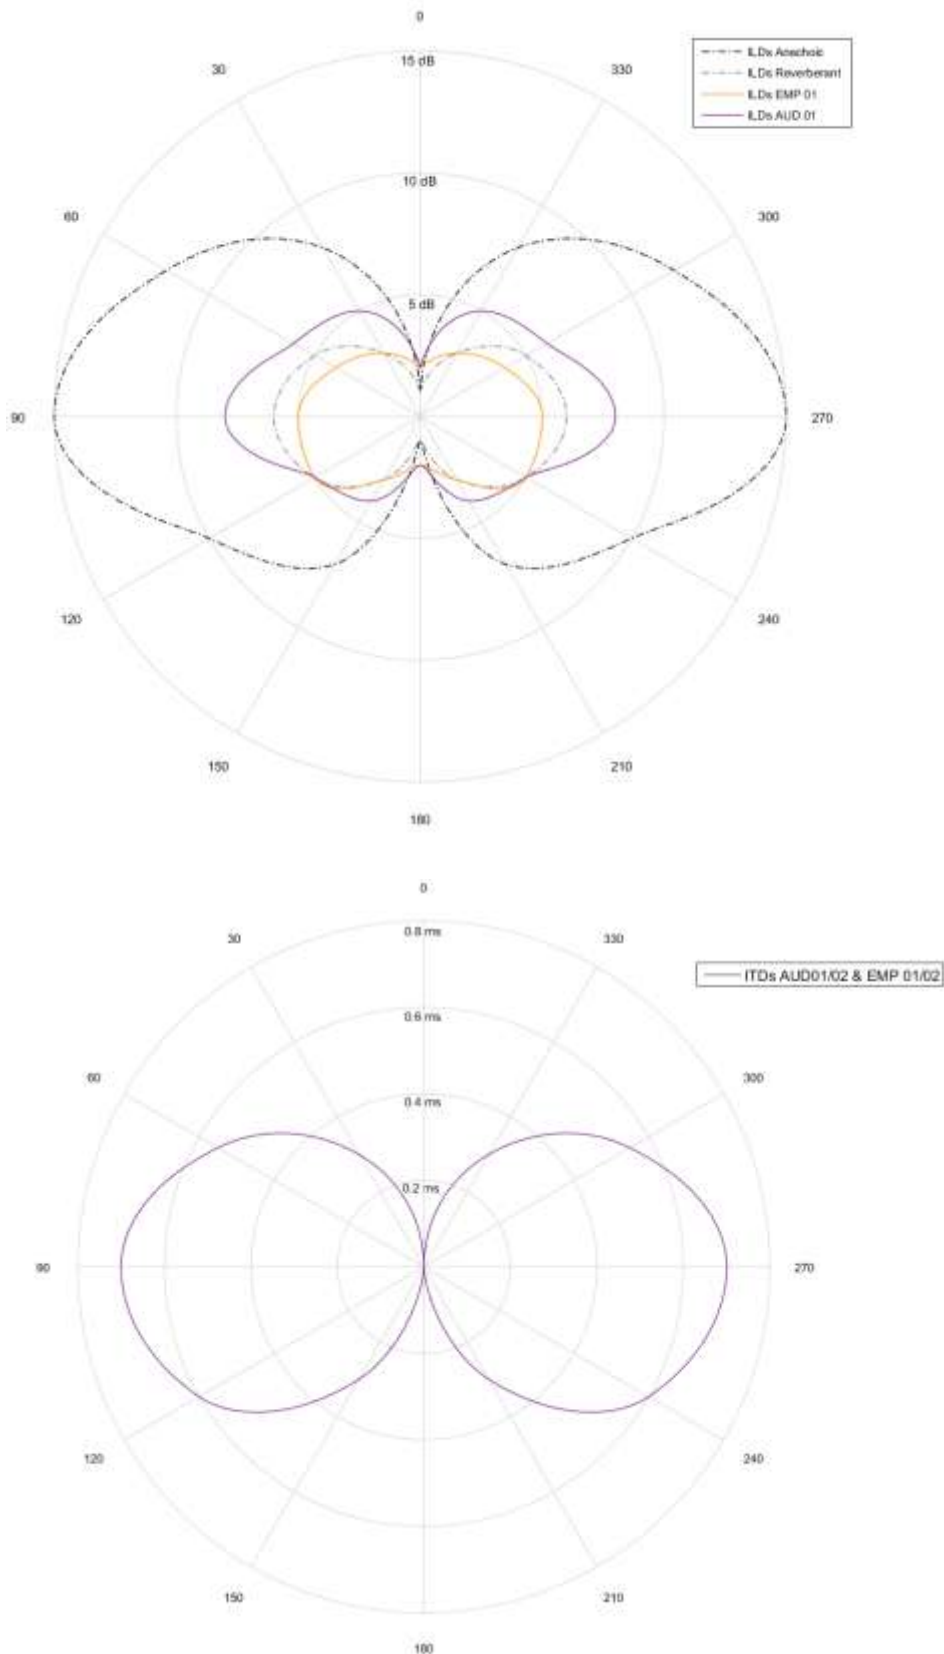 0
15 dB
30
330
ILDs Anechoic
ILDs Reverberant
ILDs EMP 01
ILDs AUD 01
10 dB
60
300
5 dB
90
270
120
240
150
210
180
0
0.8 ms
30
330
ITDs AUD01/02 & EMP 01/02
0.6 ms
60
300
0.4 ms
0.2 ms
90
270
120
240
150
210
180